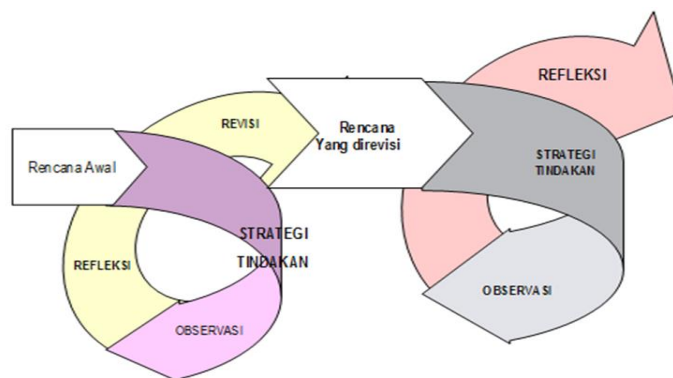 Rencana Awal
STRATEGI
TINDAKAN
OBSERVASI
REFLEKSI
REVISI
Rencana
Yang direvisi
STRATEGI
TINDAKAN
OBSERVASI
REFLEKSI